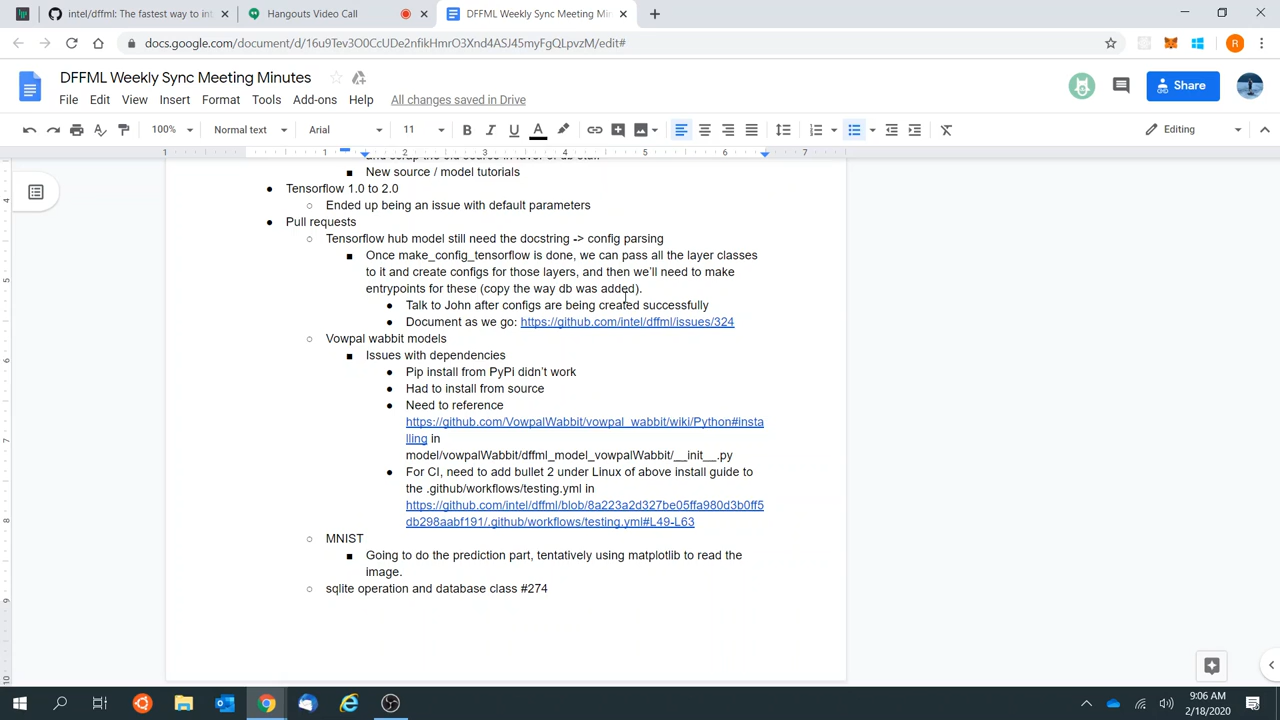 intel/dffml: The fastest way to int
Hangouts Video Call
DFFML Weekly Sync Meeting Min
docs.google.com/document/d/16u9Tev3O0CcUDe2nfikHmrO3Xnd4ASJ45myFgQLpvzM/edit#
R
DFFML Weekly Sync Meeting Minutes
File Edit View Insert Format Tools Add-ons Help All changes saved in Drive
Share
100% Normal text Arial 11 B I U A Editing
1 1 2 3 4 5 6 7
New source / model tutorials
Tensorflow 1.0 to 2.0
Ended up being an issue with default parameters
Pull requests
Tensorflow hub model still need the docstring -> config parsing
Once make_config_tensorflow is done, we can pass all the layer classes
to it and create configs for those layers, and then we'll need to make
entrypoints for these (copy the way db was added).
Talk to John after configs are being created successfully
Document as we go: https://github.com/intel/dffml/issues/324
Vowpal wabbit models
Issues with dependencies
Pip install from PyPi didn't work
Had to install from source
Need to reference
https://github.com/VowpalWabbit/vowpal_wabbit/wiki/Python#insta
lling in
model/vowpalWabbit/dffml_model_vowpalWabbit/__init__.py
For CI, need to add bullet 2 under Linux of above install guide to
the .github/workflows/testing.yml in
https://github.com/intel/dffml/blob/8a223a2d327be05ffa980d3b0ff5
db298aabf191/.github/workflows/testing.yml#L49-L63
MNIST
Going to do the prediction part, tentatively using matplotlib to read the
image.
sqlite operation and database class #274
9:06 AM
2/18/2020